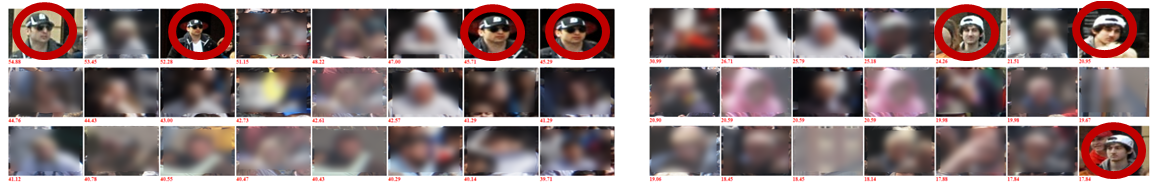 54.88 53.45 52.28 51.15 48.22 47.00 45.71 45.29
44.76 44.43 43.00 42.73 42.61 42.57 41.29 41.29
41.12 40.78 40.55 40.47 40.43 40.29 40.14 39.71
30.99 26.71 25.79 25.18 24.26 21.51 20.95
20.90 20.59 20.59 20.59 19.98 19.98 19.67
19.06 18.45 18.45 18.14 17.88 17.84 17.84